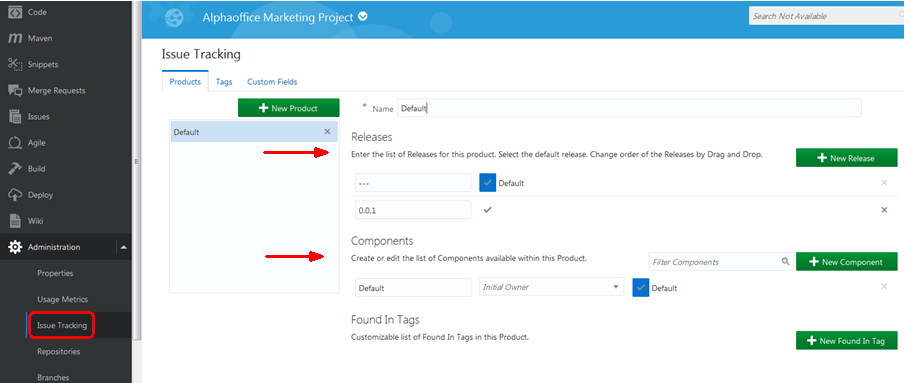 Code
Maven
Snippets
Merge Requests
Issues
Agile
Build
Deploy
Wiki
Administration
Properties
Usage Metrics
Issue Tracking
Repositories
Branches
Alphaoffice Marketing Project
Search Not Available
Issue Tracking
Products Tags Custom Fields
New Product
Default
* Name Default
Releases
Enter the list of Releases for this product. Select the default release. Change order of the Releases by Drag and Drop.
New Release
--- Default
0.0.1
Components
Create or edit the list of Components available within this Product.
Filter Components
New Component
Default Initial Owner Default
Found In Tags
Customizable list of Found In Tags in this Product.
New Found In Tag